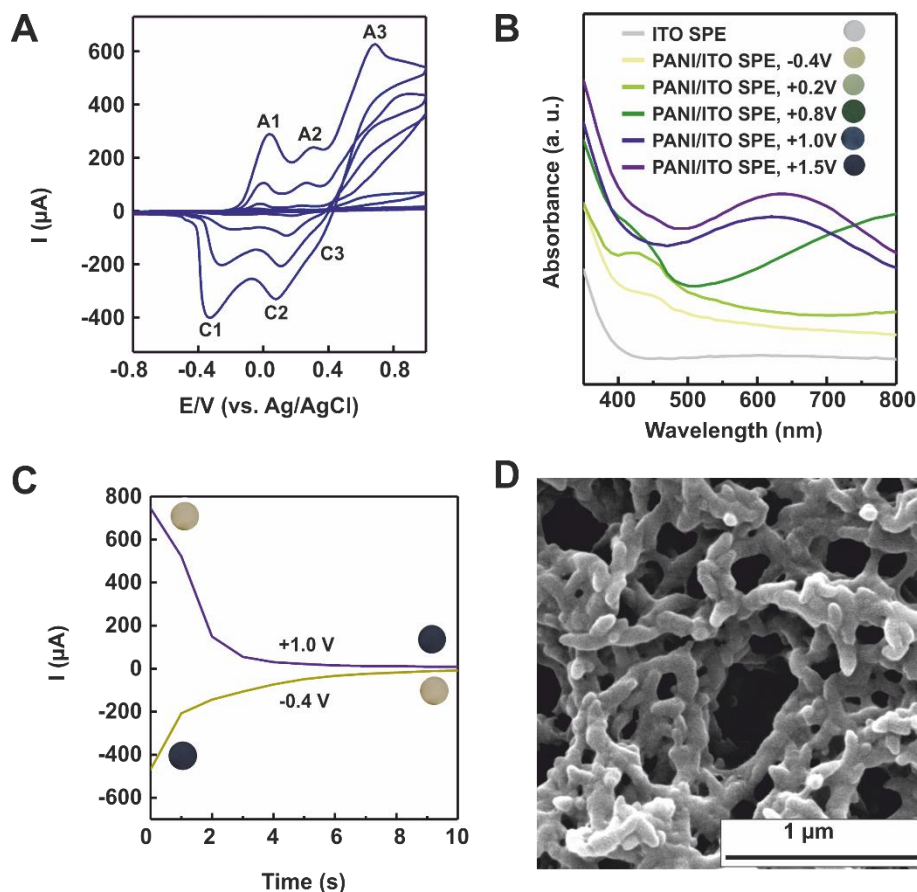 A
600
400
200
0
-200
-400
I (µA)
A1
A2
A3
C1
C2
C3
-0.8
-0.4
0.0
0.4
0.8
E/V (vs. Ag/AgCl)
B
ITO SPE
PANI/ITO SPE, -0.4V
PANI/ITO SPE, +0.2V
PANI/ITO SPE, +0.8V
PANI/ITO SPE, +1.0V
PANI/ITO SPE, +1.5V
Absorbance (a. u.)
400
500
600
700
800
Wavelength (nm)
C
800
600
400
200
0
-200
-400
-600
I (µA)
+1.0 V
-0.4 V
0
2
4
6
8
10
Time (s)
D
1 µm